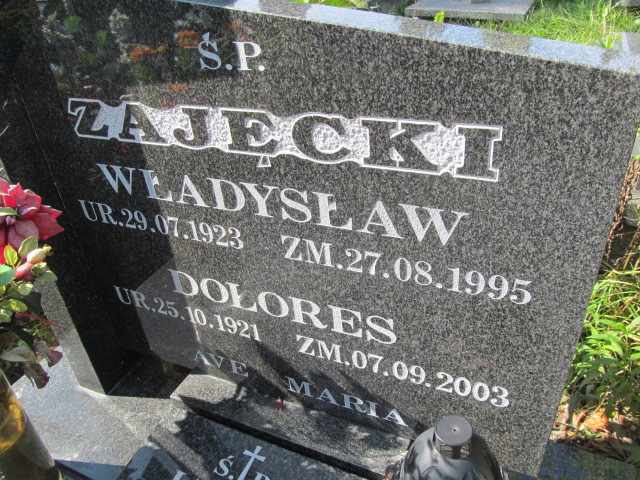 Ś.P.
ZAJĘCKI
WŁADYSŁAW
UR.29.07.1923 ZM.27.08.1995
DOŁORES
UR.25.10.1921 ZM.07.09.2003
AVE MARIA
Ś P.